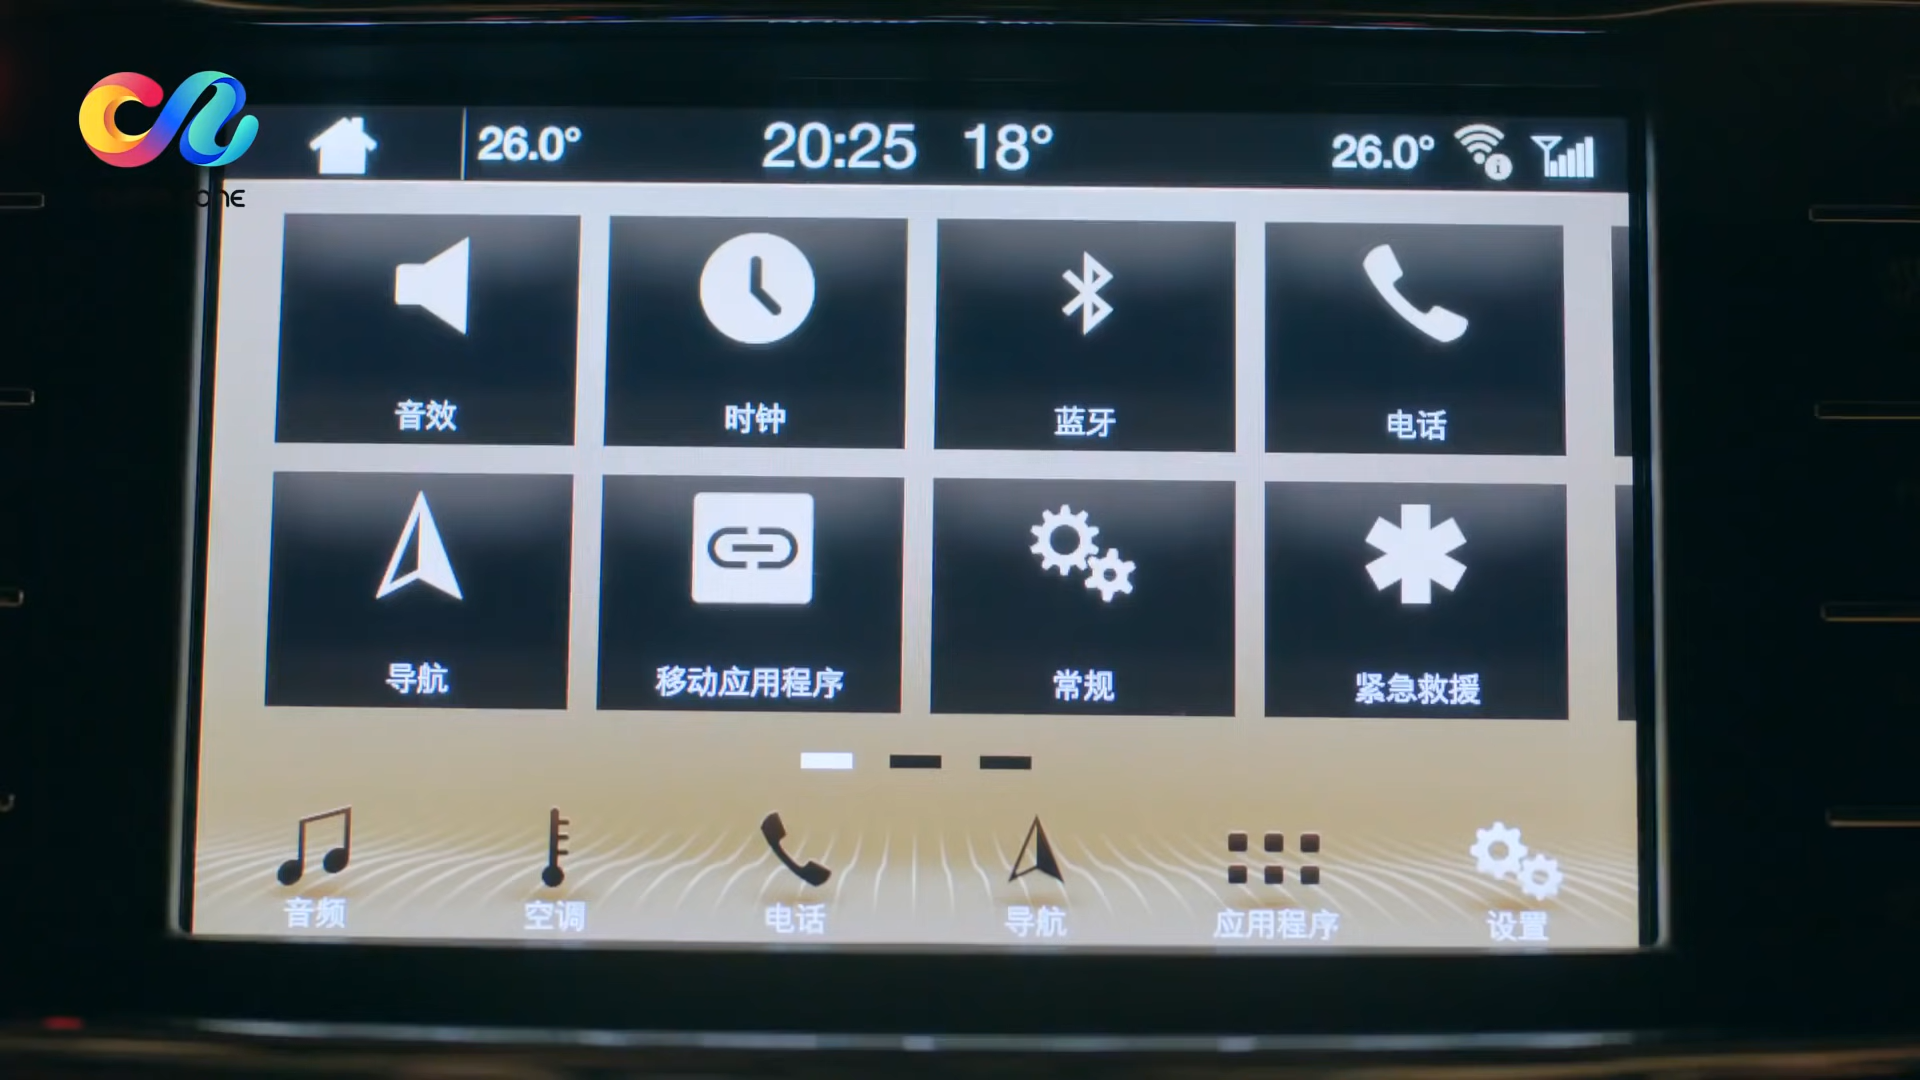 26.0° 20:25 18° 26.0°
one
音效 时钟 蓝牙 电话
导航 移动应用程序 常规 紧急救援
音频 空调 电话 导航 应用程序 设置